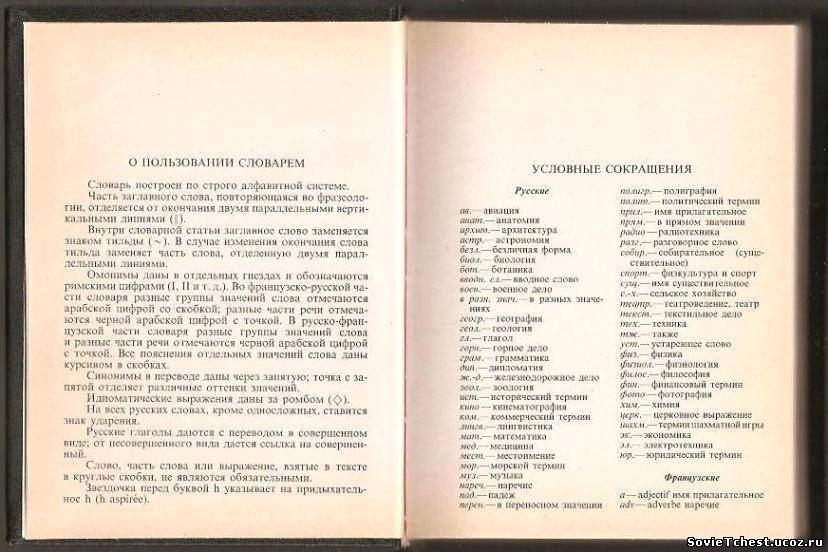 О ПОЛЬЗОВАНИИ СЛОВАРЕМ
Словарь построен по строго алфавитной системе.
Часть заглавного слова, повторяющаяся во фразеоло-
гии, отделяется от окончания двумя параллельными верти-
кальными линиями (‖).
Внутри словарной статьи заглавное слово заменяется
знаком тильды (~). В случае изменения окончания слова
тильда заменяет часть слова, отделенную двумя парал-
лельными линиями.
Омонимы даны в отдельных гнездах и обозначаются
римскими цифрами (I, II и т. д.). Во французско-русской ча-
сти словаря разные группы значений слова отмечаются
арабской цифрой со скобкой; разные части речи отмеча-
ются черной арабской цифрой с точкой. В русско-фран-
цузской части словаря разные группы значений слова
и разные части речи отмечаются черной арабской цифрой
с точкой. Все пояснения отдельных значений слова даны
курсивом в скобках.
Синонимы в переводе даны через запятую; точка с за-
пятой отделяет различные оттенки значений.
Идиоматические выражения даны за ромбом (◇).
На всех русских словах, кроме односложных, ставится
знак ударения.
Русские глаголы даются с переводом в совершенном
виде; от несовершенного вида дается ссылка на совершен-
ный.
Слово, часть слова или выражение, взятые в тексте
в круглые скобки, не являются обязательными.
Звездочка перед буквой h указывает на придыхатель-
ное h (h aspirée).
УСЛОВНЫЕ СОКРАЩЕНИЯ
Русские
ав.— авиация
анат.— анатомия
архит.— архитектура
астр.— астрономия
безл.— безличная форма
биол.— биология
бот.— ботаника
вводн. сл.— вводное слово
воен.— военное дело
в разн. знач.— в разных значе-
ниях
геогр.— география
геол.— геология
гл.— глагол
горн.— горное дело
грам.— грамматика
дип.— дипломатия
ж.-д.— железнодорожное дело
зоол.— зоология
ист.— исторический термин
кино — кинематография
ком.— коммерческий термин
лингв.— лингвистика
мат.— математика
мед.— медицина
мест.— местоимение
мор.— морской термин
муз.— музыка
нареч.— наречие
пад.— падеж
перен.— в переносном значении
полигр.— полиграфия
полит.— политический термин
прил.— имя прилагательное
прям.— в прямом значении
радио — радиотехника
разг.— разговорное слово
собир.— собирательное (суще-
ствительное)
спорт.— физкультура и спорт
сущ.— имя существительное
с.-х.— сельское хозяйство
театр.— театроведение, театр
текст.— текстильное дело
тех.— техника
тж.— также
уст.— устаревшее слово
физ.— физика
физиол.— физиология
филос.— философия
фин.— финансовый термин
фото — фотография
хим.— химия
церк.— церковное выражение
шахм.— термин шахматной игры
эк.— экономика
эл.— электротехника
юр.— юридический термин
Французские
a — adjectif имя прилагательное
adv — adverbe наречие
SovieTchest.ucoz.ru